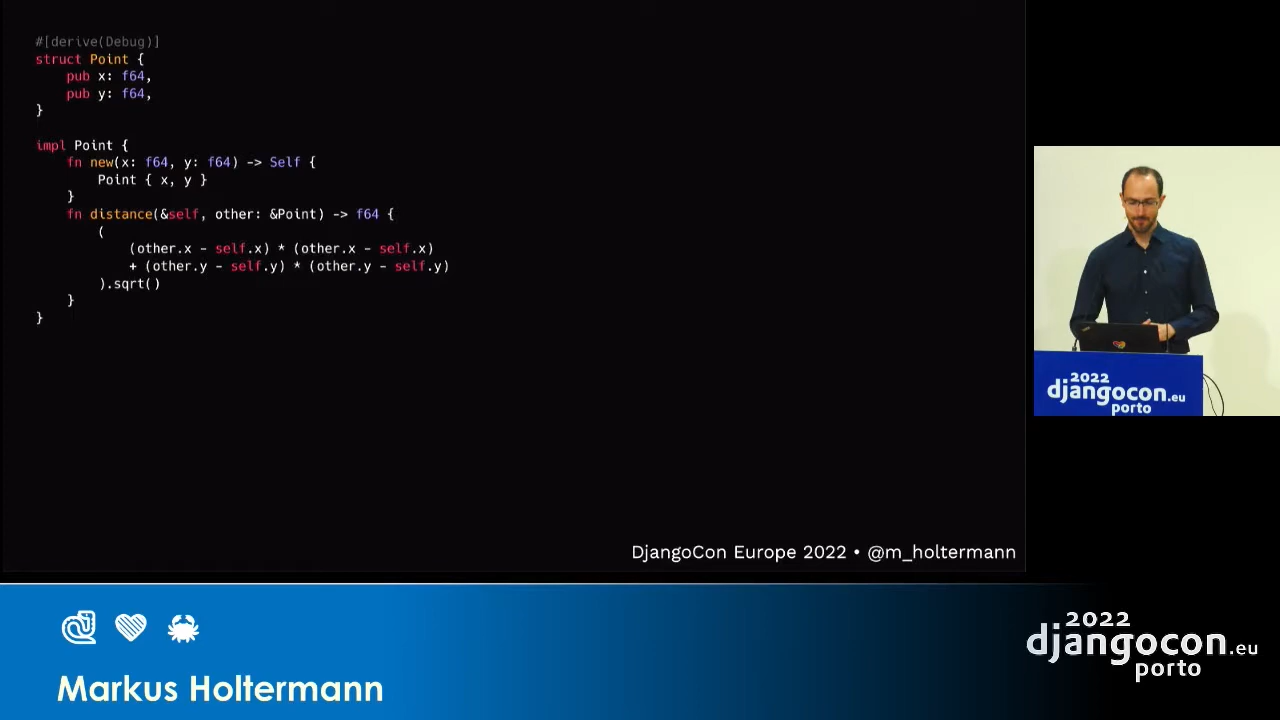 #[derive(Debug)]
struct Point {
    pub x: f64,
    pub y: f64,
}

impl Point {
    fn new(x: f64, y: f64) -> Self {
        Point { x, y }
    }
    fn distance(&self, other: &Point) -> f64 {
        (
            (other.x - self.x) * (other.x - self.x)
            + (other.y - self.y) * (other.y - self.y)
        ).sqrt()
    }
}
DjangoCon Europe 2022 • @m_holtermann
2022
djangocon.eu
porto
Markus Holtermann
2022
djangocon.eu
porto